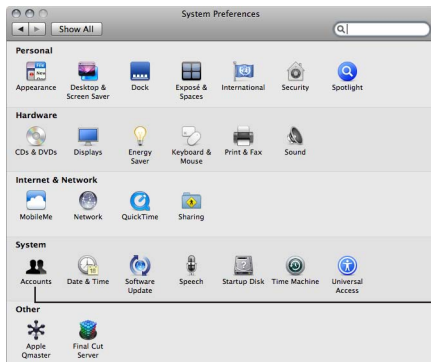 System Preferences
Show All
Personal
Appearance Desktop & Screen Saver Dock Exposé & Spaces International Security Spotlight
Hardware
CDs & DVDs Displays Energy Saver Keyboard & Mouse Print & Fax Sound
Internet & Network
MobileMe Network QuickTime Sharing
System
Accounts Date & Time Software Update Speech Startup Disk Time Machine Universal Access
Other
Apple Qmaster Final Cut Server